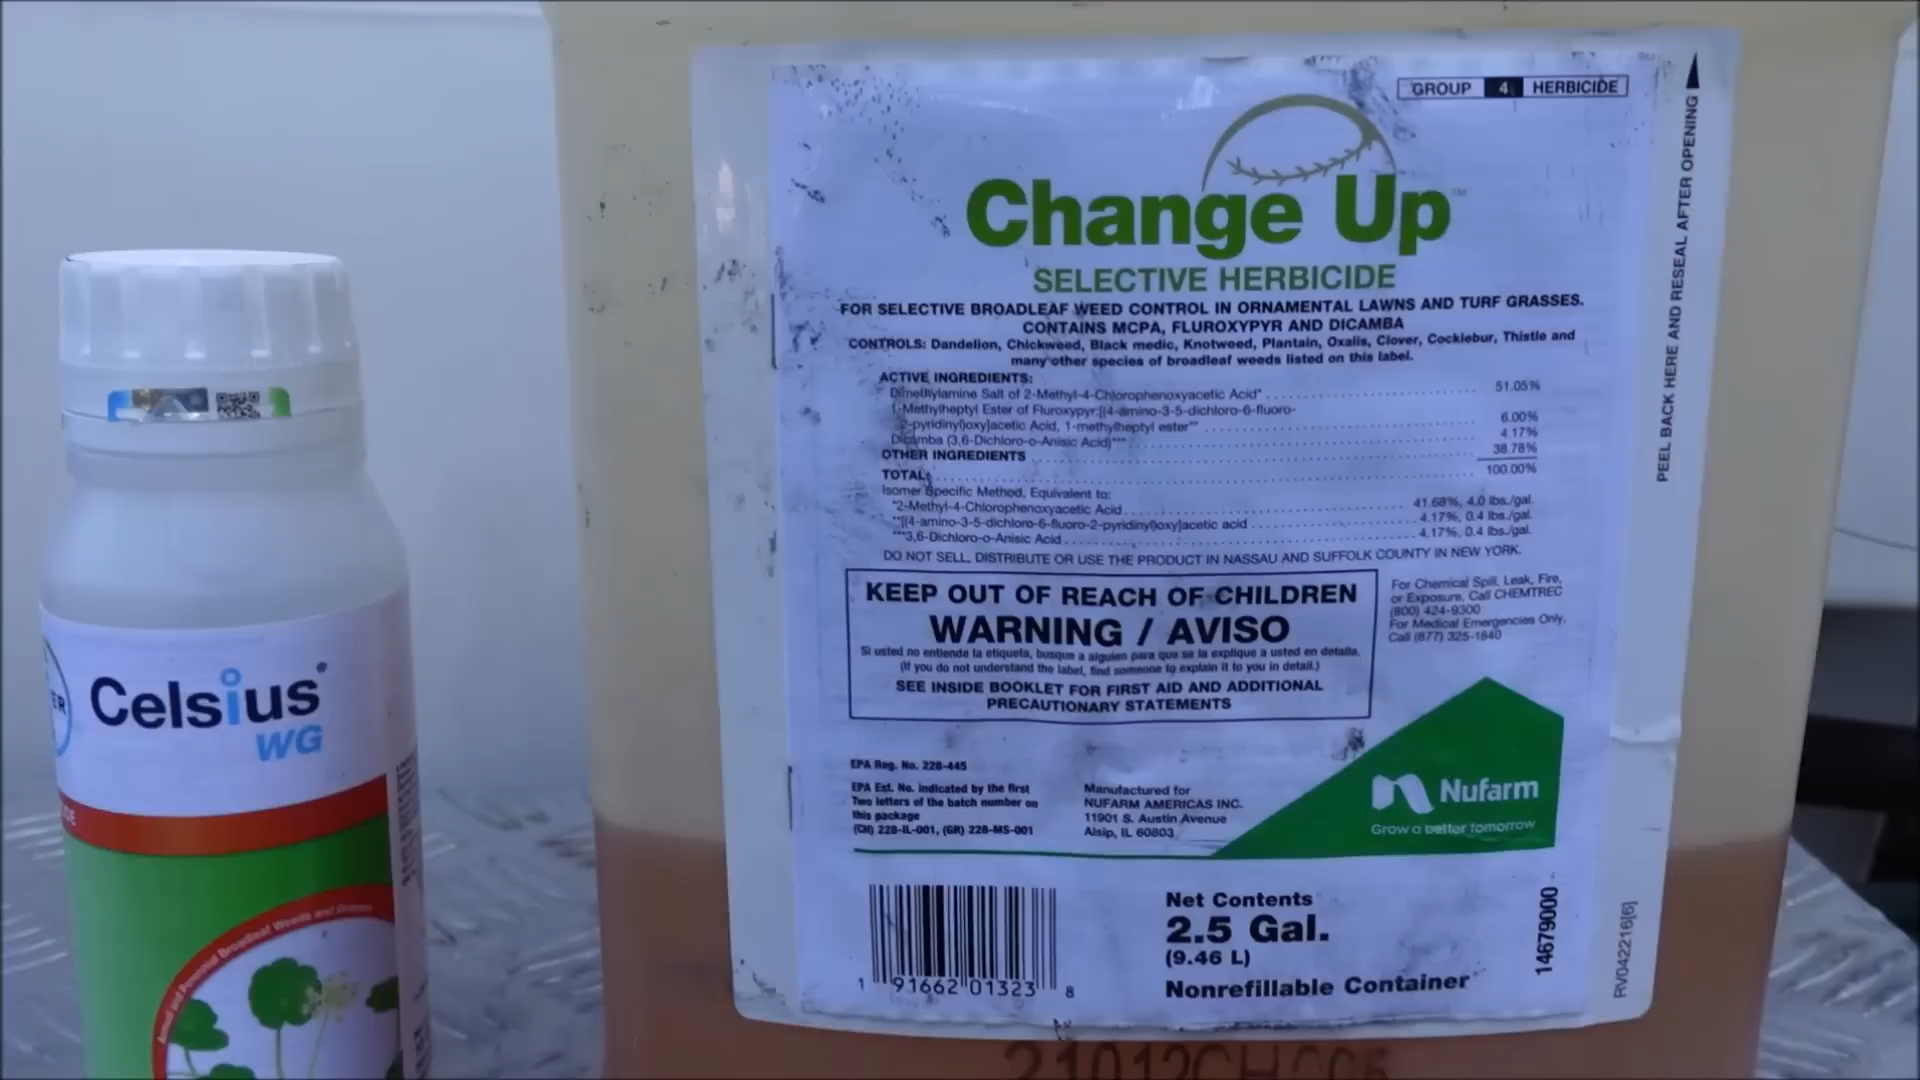 GROUP 4 HERBICIDE
Change Up™
SELECTIVE HERBICIDE
FOR SELECTIVE BROADLEAF WEED CONTROL IN ORNAMENTAL LAWNS AND TURF GRASSES.
CONTAINS MCPA, FLUROXYPYR AND DICAMBA
CONTROLS: Dandelion, Chickweed, Black medic, Knotweed, Plantain, Oxalis, Clover, Cocklebur, Thistle and
many other species of broadleaf weeds listed on this label.
ACTIVE INGREDIENTS:
Dimethylamine Salt of 2-Methyl-4-Chlorophenoxyacetic Acid* 51.05%
1-Methylheptyl Ester of Fluroxypyr:[(4-amino-3-5-dichloro-6-fluoro-
2-pyridinyl)oxy]acetic Acid, 1-methylheptyl ester** 6.00%
Dicamba (3,6-Dichloro-o-Anisic Acid)*** 4.17%
OTHER INGREDIENTS 38.78%
TOTAL: 100.00%
Isomer Specific Method, Equivalent to:
*2-Methyl-4-Chlorophenoxyacetic Acid 41.68%, 4.0 lbs./gal.
**[(4-amino-3-5-dichloro-6-fluoro-2-pyridinyl)oxy]acetic acid 4.17%, 0.4 lbs./gal.
***3,6-Dichloro-o-Anisic Acid 4.17%, 0.4 lbs./gal.
DO NOT SELL, DISTRIBUTE OR USE THE PRODUCT IN NASSAU AND SUFFOLK COUNTY IN NEW YORK.
KEEP OUT OF REACH OF CHILDREN
WARNING / AVISO
Si usted no entiende la etiqueta, busque a alguien para que se la explique a usted en detalle.
(If you do not understand the label, find someone to explain it to you in detail.)
SEE INSIDE BOOKLET FOR FIRST AID AND ADDITIONAL
PRECAUTIONARY STATEMENTS
For Chemical Spill, Leak, Fire,
or Exposure, Call CHEMTREC
(800) 424-9300
For Medical Emergencies Only,
Call (877) 325-1840
EPA Reg. No. 228-445
EPA Est. No. indicated by the first
Two letters of the batch number on
this package
(CH) 228-IL-001, (GR) 228-MS-001
Manufactured for
NUFARM AMERICAS INC.
11901 S. Austin Avenue
Alsip, IL 60803
Nufarm
Grow a better tomorrow
1 91662 01323 8
Net Contents
2.5 Gal.
(9.46 L)
Nonrefillable Container
14679000
RV042216[6]
PEEL BACK HERE AND RESEAL AFTER OPENING
Celsius®
WG
Annual and Perennial Broadleaf Weeds and